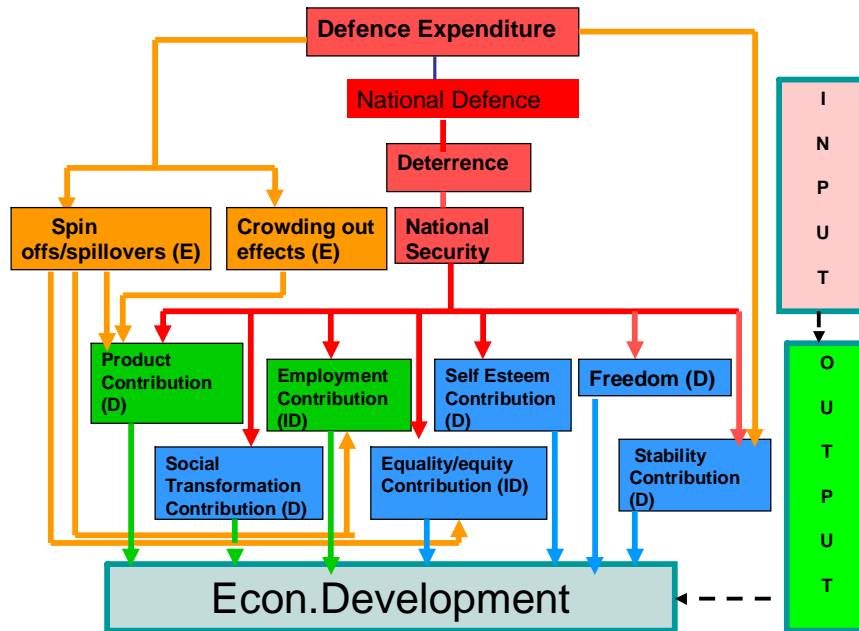 Defence Expenditure
National Defence
Deterrence
Spin
offs/spillovers (E)
Crowding out
effects (E)
National
Security
Product
Contribution
(D)
Employment
Contribution
(ID)
Self Esteem
Contribution
(D)
Freedom (D)
Social
Transformation
Contribution (D)
Equality/equity
Contribution (ID)
Stability
Contribution
(D)
Econ.Development
I
N
P
U
T
O
U
T
P
U
T